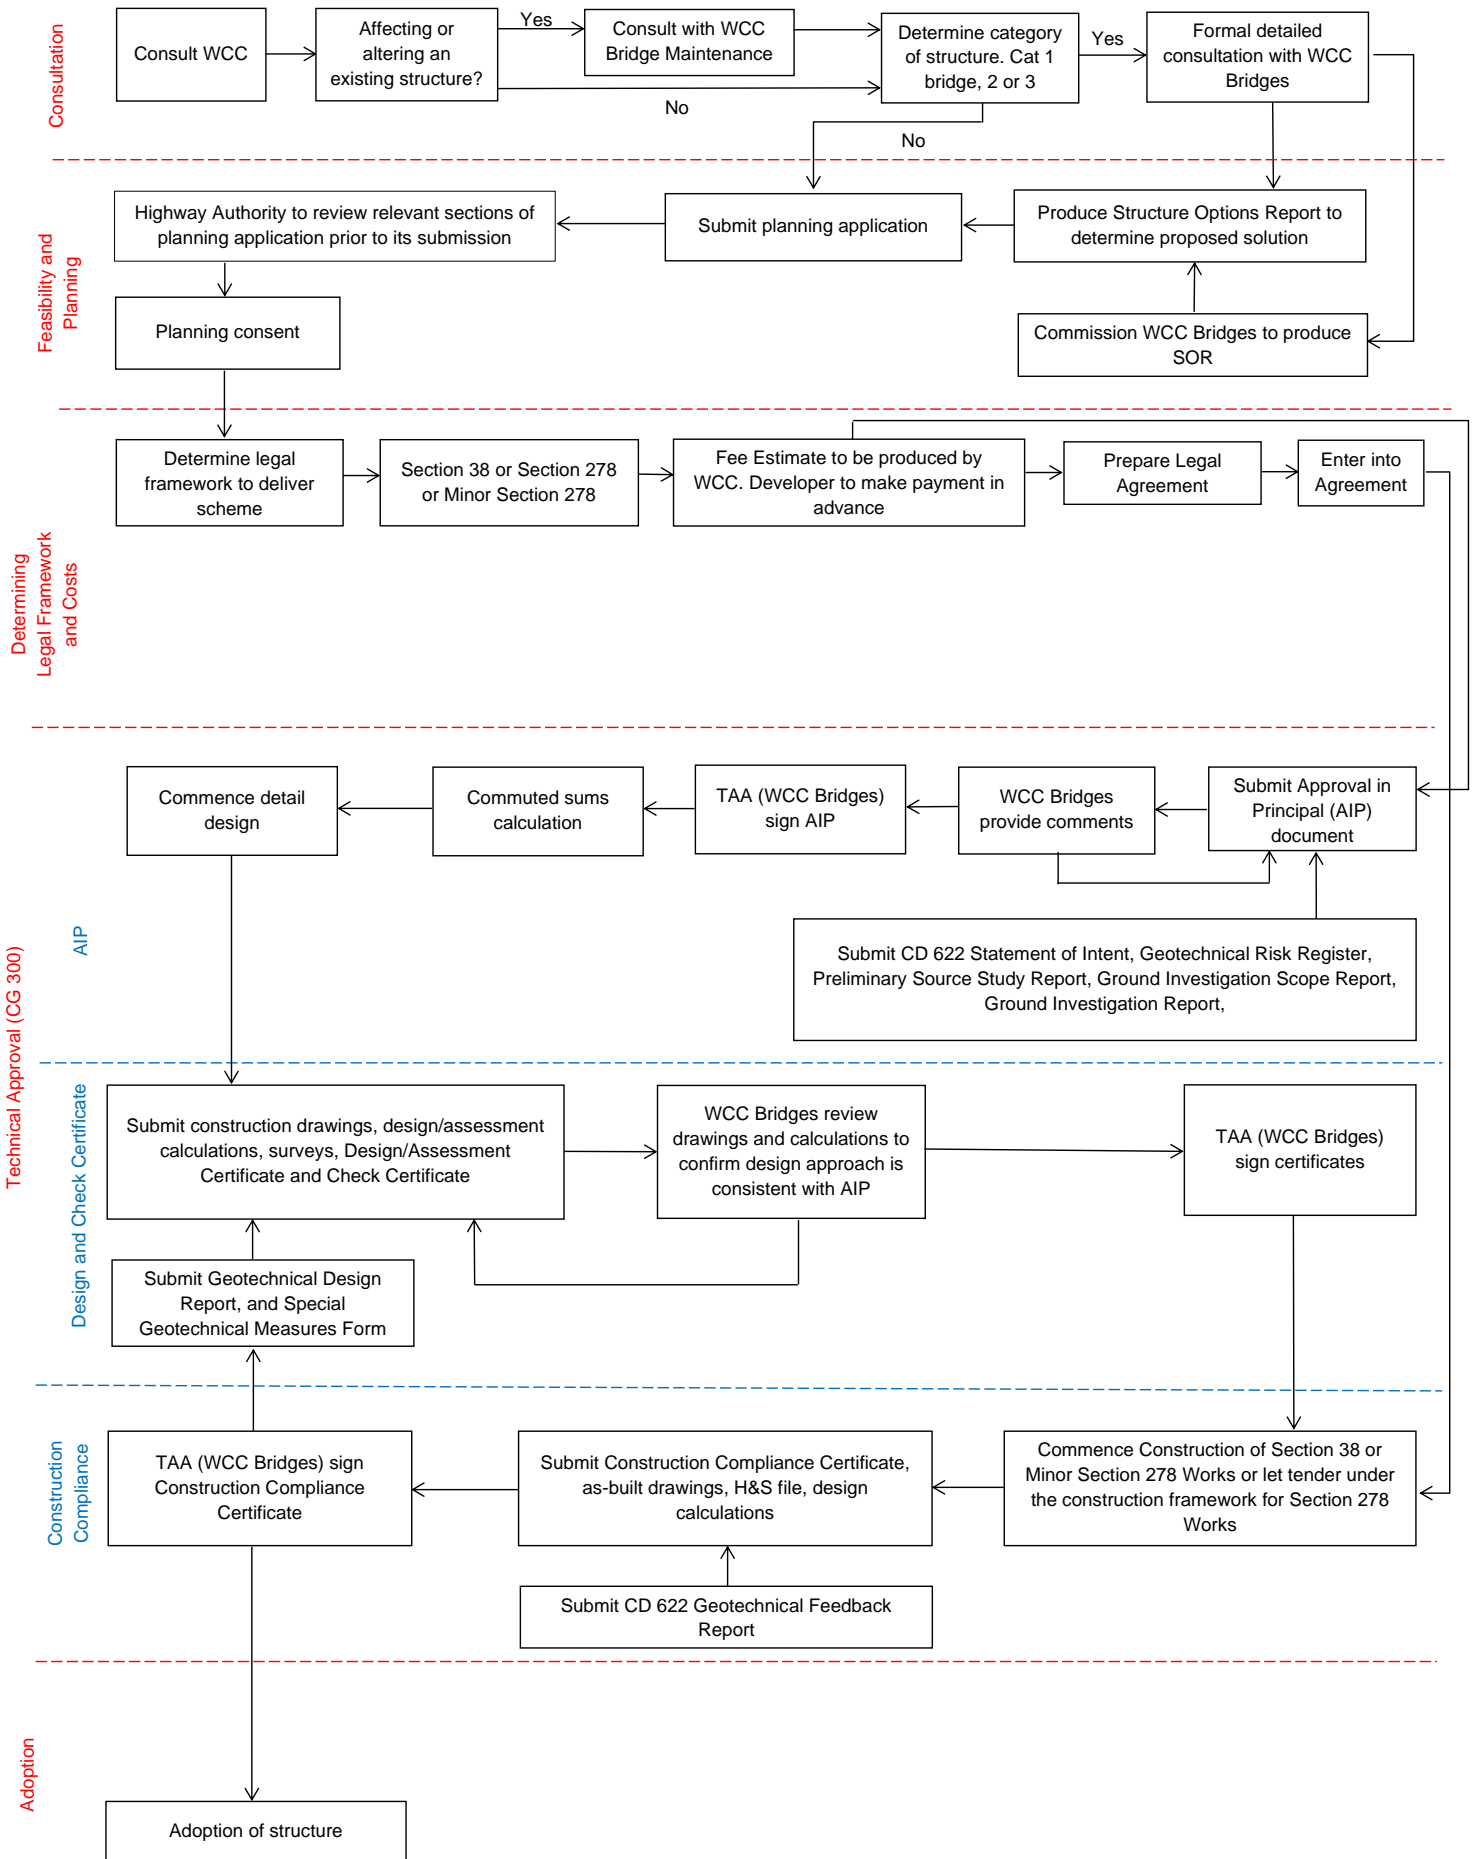 Consultation
Consult WCC
Affecting or
altering an
existing structure?
Yes
No
Consult with WCC
Bridge Maintenance
Determine category
of structure. Cat 1
bridge, 2 or 3
Yes
No
Formal detailed
consultation with WCC
Bridges
Feasibility and
Planning
Highway Authority to review relevant sections of
planning application prior to its submission
Submit planning application
Produce Structure Options Report to
determine proposed solution
Planning consent
Commission WCC Bridges to produce
SOR
Determining
Legal Framework
and Costs
Determine legal
framework to deliver
scheme
Section 38 or Section 278
or Minor Section 278
Fee Estimate to be produced by
WCC. Developer to make payment in
advance
Prepare Legal
Agreement
Enter into
Agreement
Technical Approval (CG 300)
AIP
Commence detail
design
Commuted sums
calculation
TAA (WCC Bridges)
sign AIP
WCC Bridges
provide comments
Submit Approval in
Principal (AIP)
document
Submit CD 622 Statement of Intent, Geotechnical Risk Register,
Preliminary Source Study Report, Ground Investigation Scope Report,
Ground Investigation Report,
Design and Check Certificate
Submit construction drawings, design/assessment
calculations, surveys, Design/Assessment
Certificate and Check Certificate
WCC Bridges review
drawings and calculations to
confirm design approach is
consistent with AIP
TAA (WCC Bridges)
sign certificates
Submit Geotechnical Design
Report, and Special
Geotechnical Measures Form
Construction
Compliance
TAA (WCC Bridges) sign
Construction Compliance
Certificate
Submit Construction Compliance Certificate,
as-built drawings, H&S file, design
calculations
Commence Construction of Section 38 or
Minor Section 278 Works or let tender under
the construction framework for Section 278
Works
Submit CD 622 Geotechnical Feedback
Report
Adoption
Adoption of structure